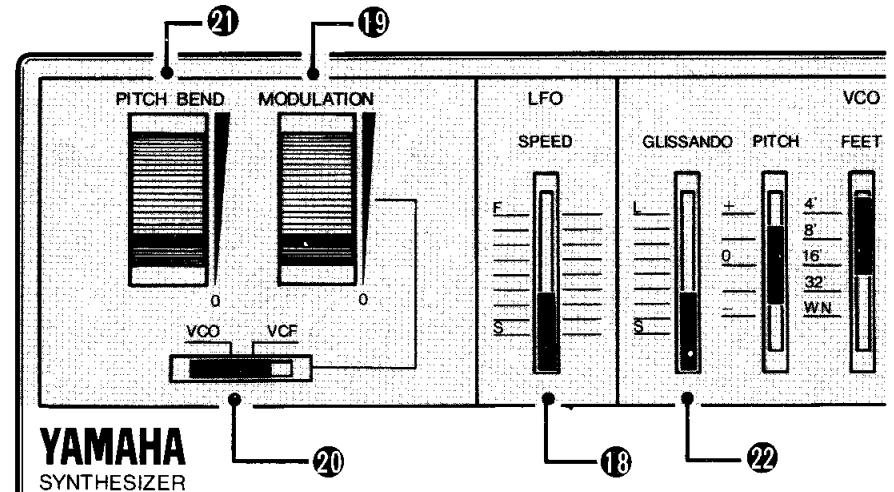 ㉑ ⑲
PITCH BEND MODULATION LFO VCO
SPEED GLISSANDO PITCH FEET
F L + 4'
8'
0 16'
32
S S - W.N.
0 0
VCO VCF
⑳ ⑱ ㉒
YAMAHA
SYNTHESIZER